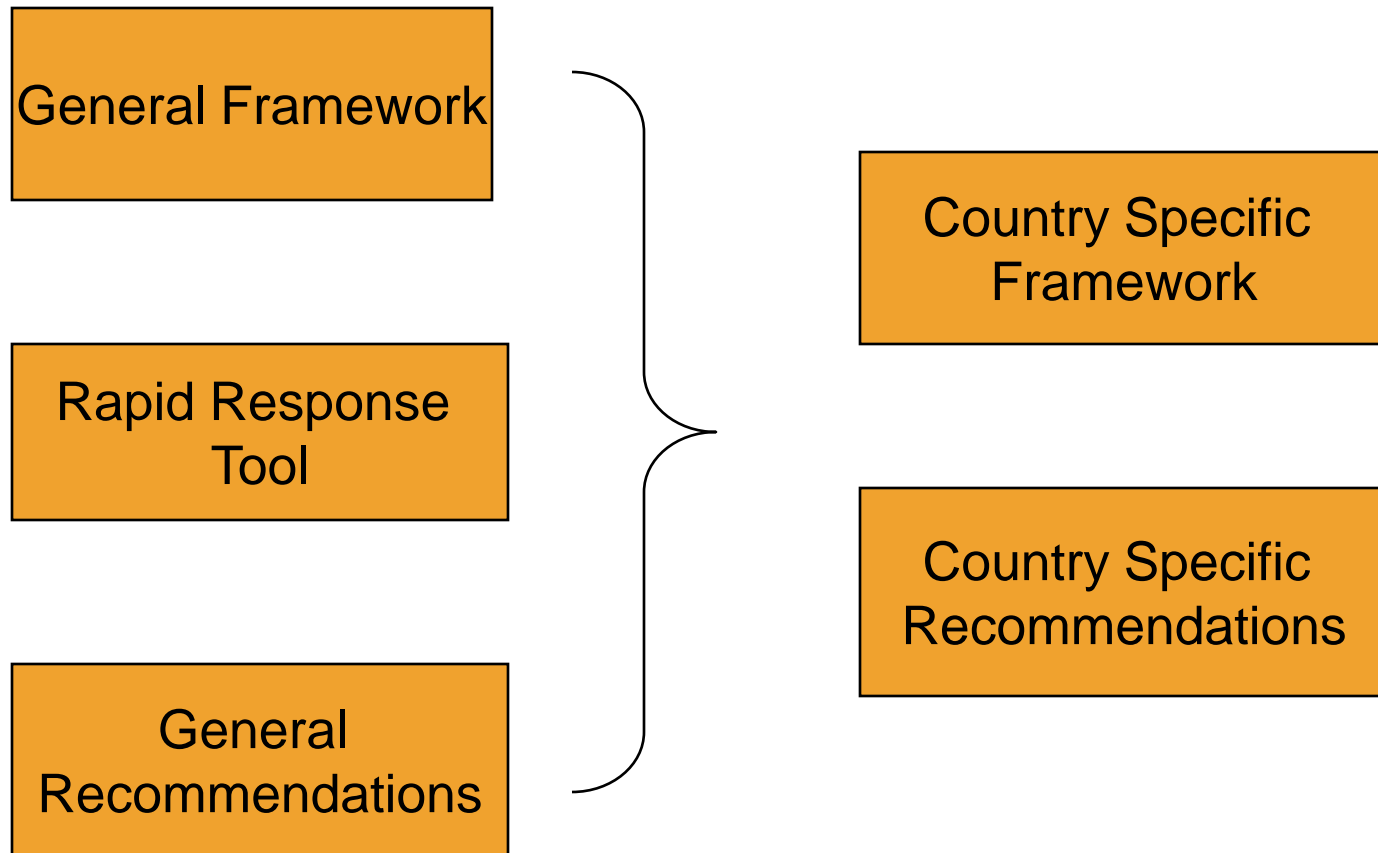 General Framework
Rapid Response
Tool
General
Recommendations
Country Specific
Framework
Country Specific
Recommendations